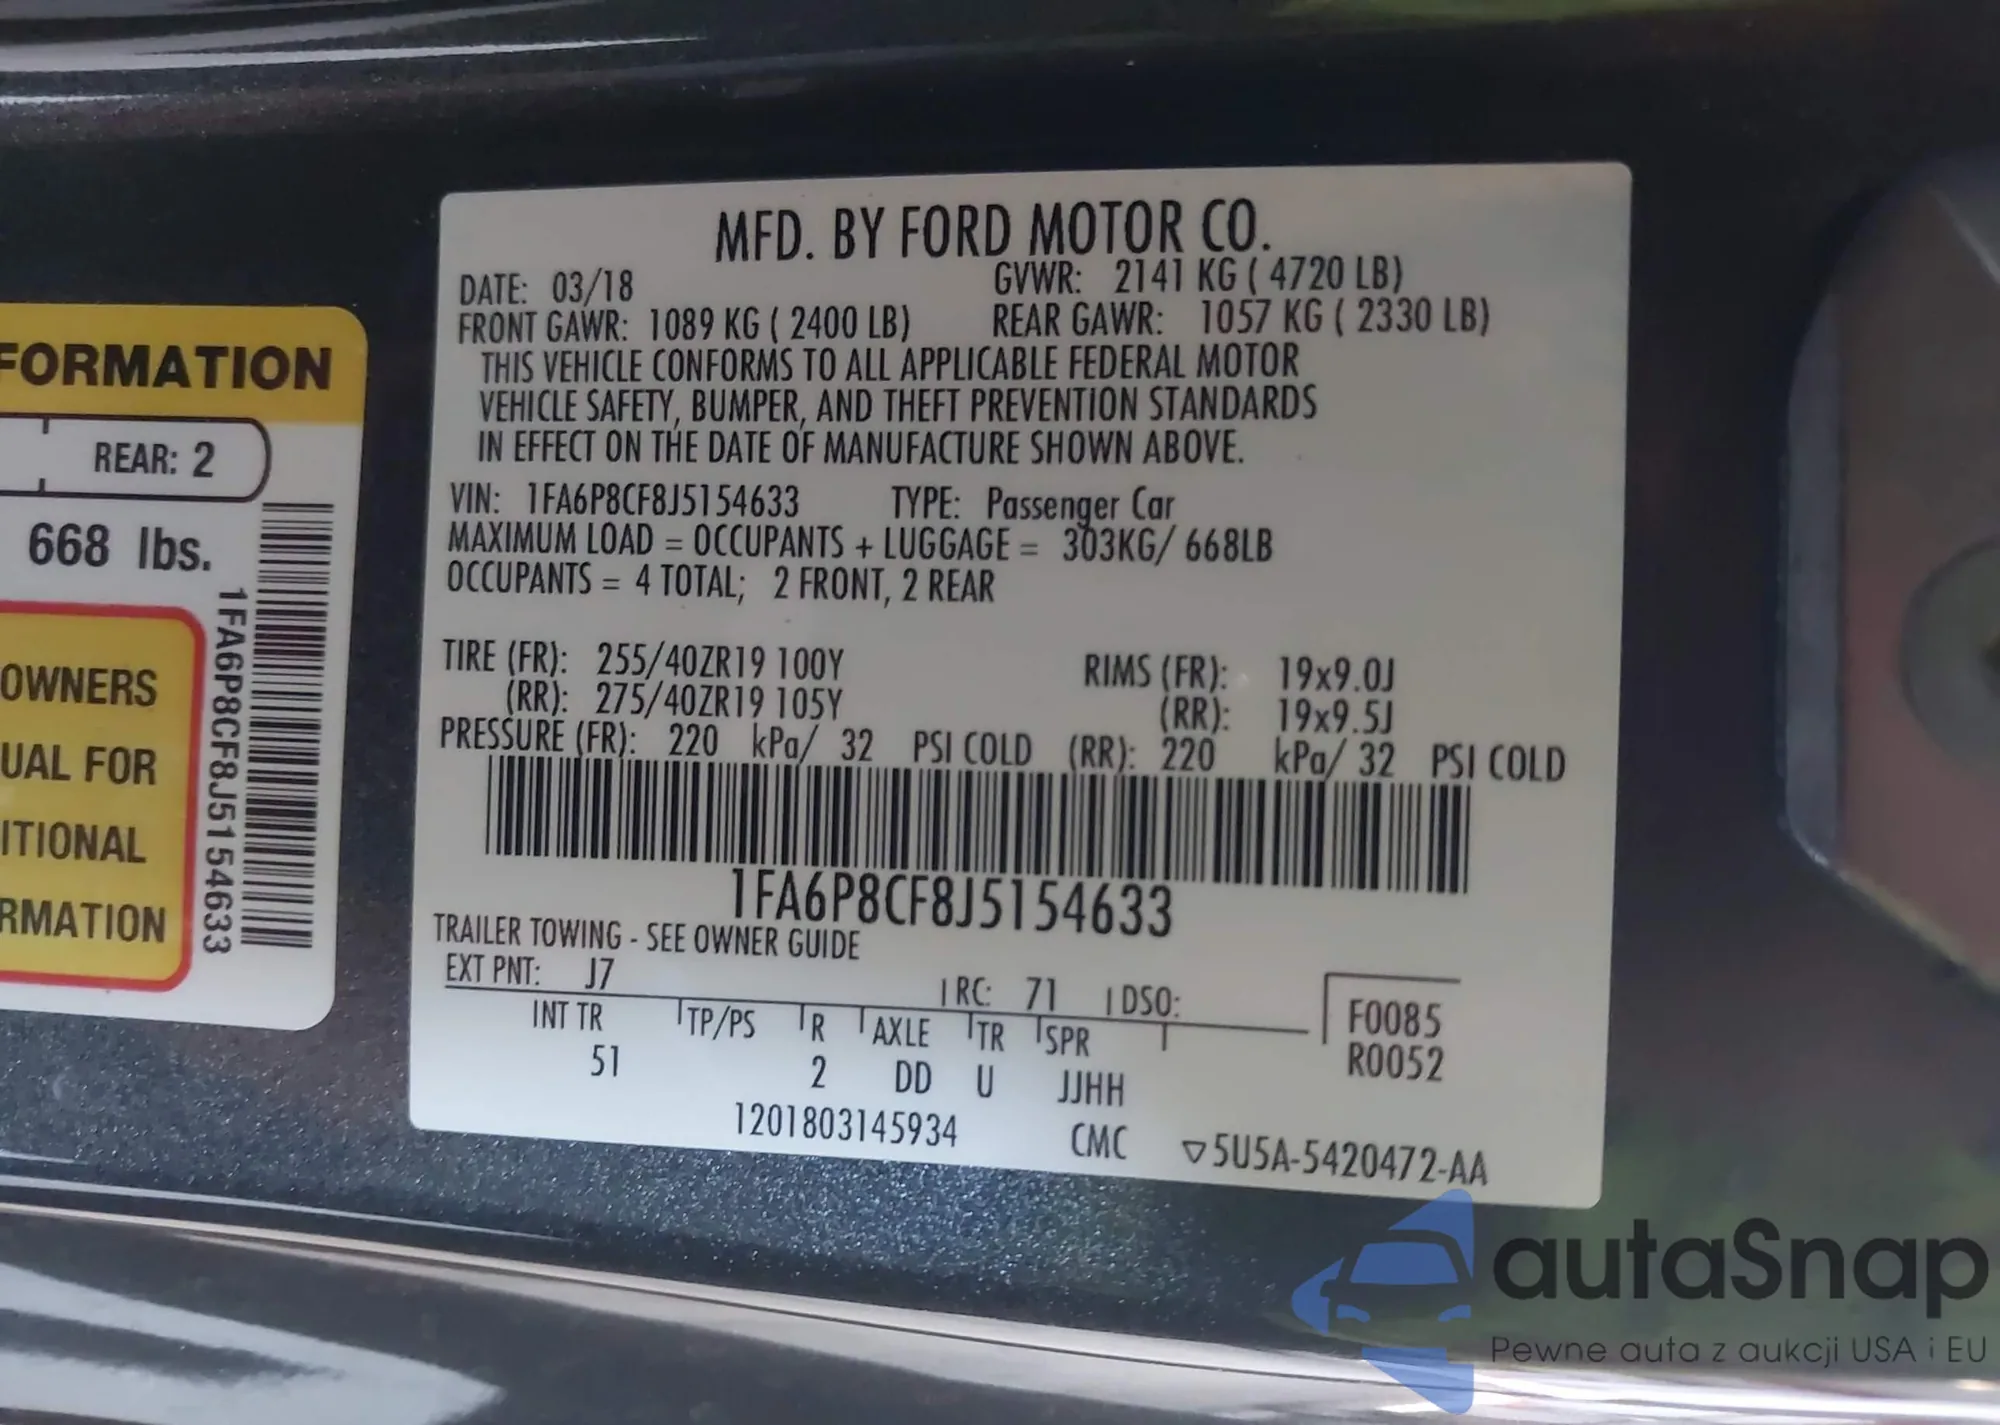 FORMATION
REAR: 2
668 lbs.
1FA6P8CF8J5154633
OWNERS
UAL FOR
ITIONAL
RMATION
MFD. BY FORD MOTOR CO.
DATE: 03/18 GVWR: 2141 KG ( 4720 LB)
FRONT GAWR: 1089 KG ( 2400 LB) REAR GAWR: 1057 KG ( 2330 LB)
THIS VEHICLE CONFORMS TO ALL APPLICABLE FEDERAL MOTOR
VEHICLE SAFETY, BUMPER, AND THEFT PREVENTION STANDARDS
IN EFFECT ON THE DATE OF MANUFACTURE SHOWN ABOVE.
VIN: 1FA6P8CF8J5154633 TYPE: Passenger Car
MAXIMUM LOAD = OCCUPANTS + LUGGAGE = 303KG/ 668LB
OCCUPANTS = 4 TOTAL; 2 FRONT, 2 REAR
TIRE (FR): 255/40ZR19 100Y RIMS (FR): 19x9.0J
(RR): 275/40ZR19 105Y (RR): 19x9.5J
PRESSURE (FR): 220 kPa/ 32 PSI COLD (RR): 220 kPa/ 32 PSI COLD
1FA6P8CF8J5154633
TRAILER TOWING - SEE OWNER GUIDE
EXT PNT: J7 RC: 71 DSO:
INT TR TP/PS R AXLE TR SPR
51 2 DD U JJHH
F0085
R0052
1201803145934 CMC ▽5U5A-5420472-AA
autaSnap
Pewne auta z aukcji USA i EU